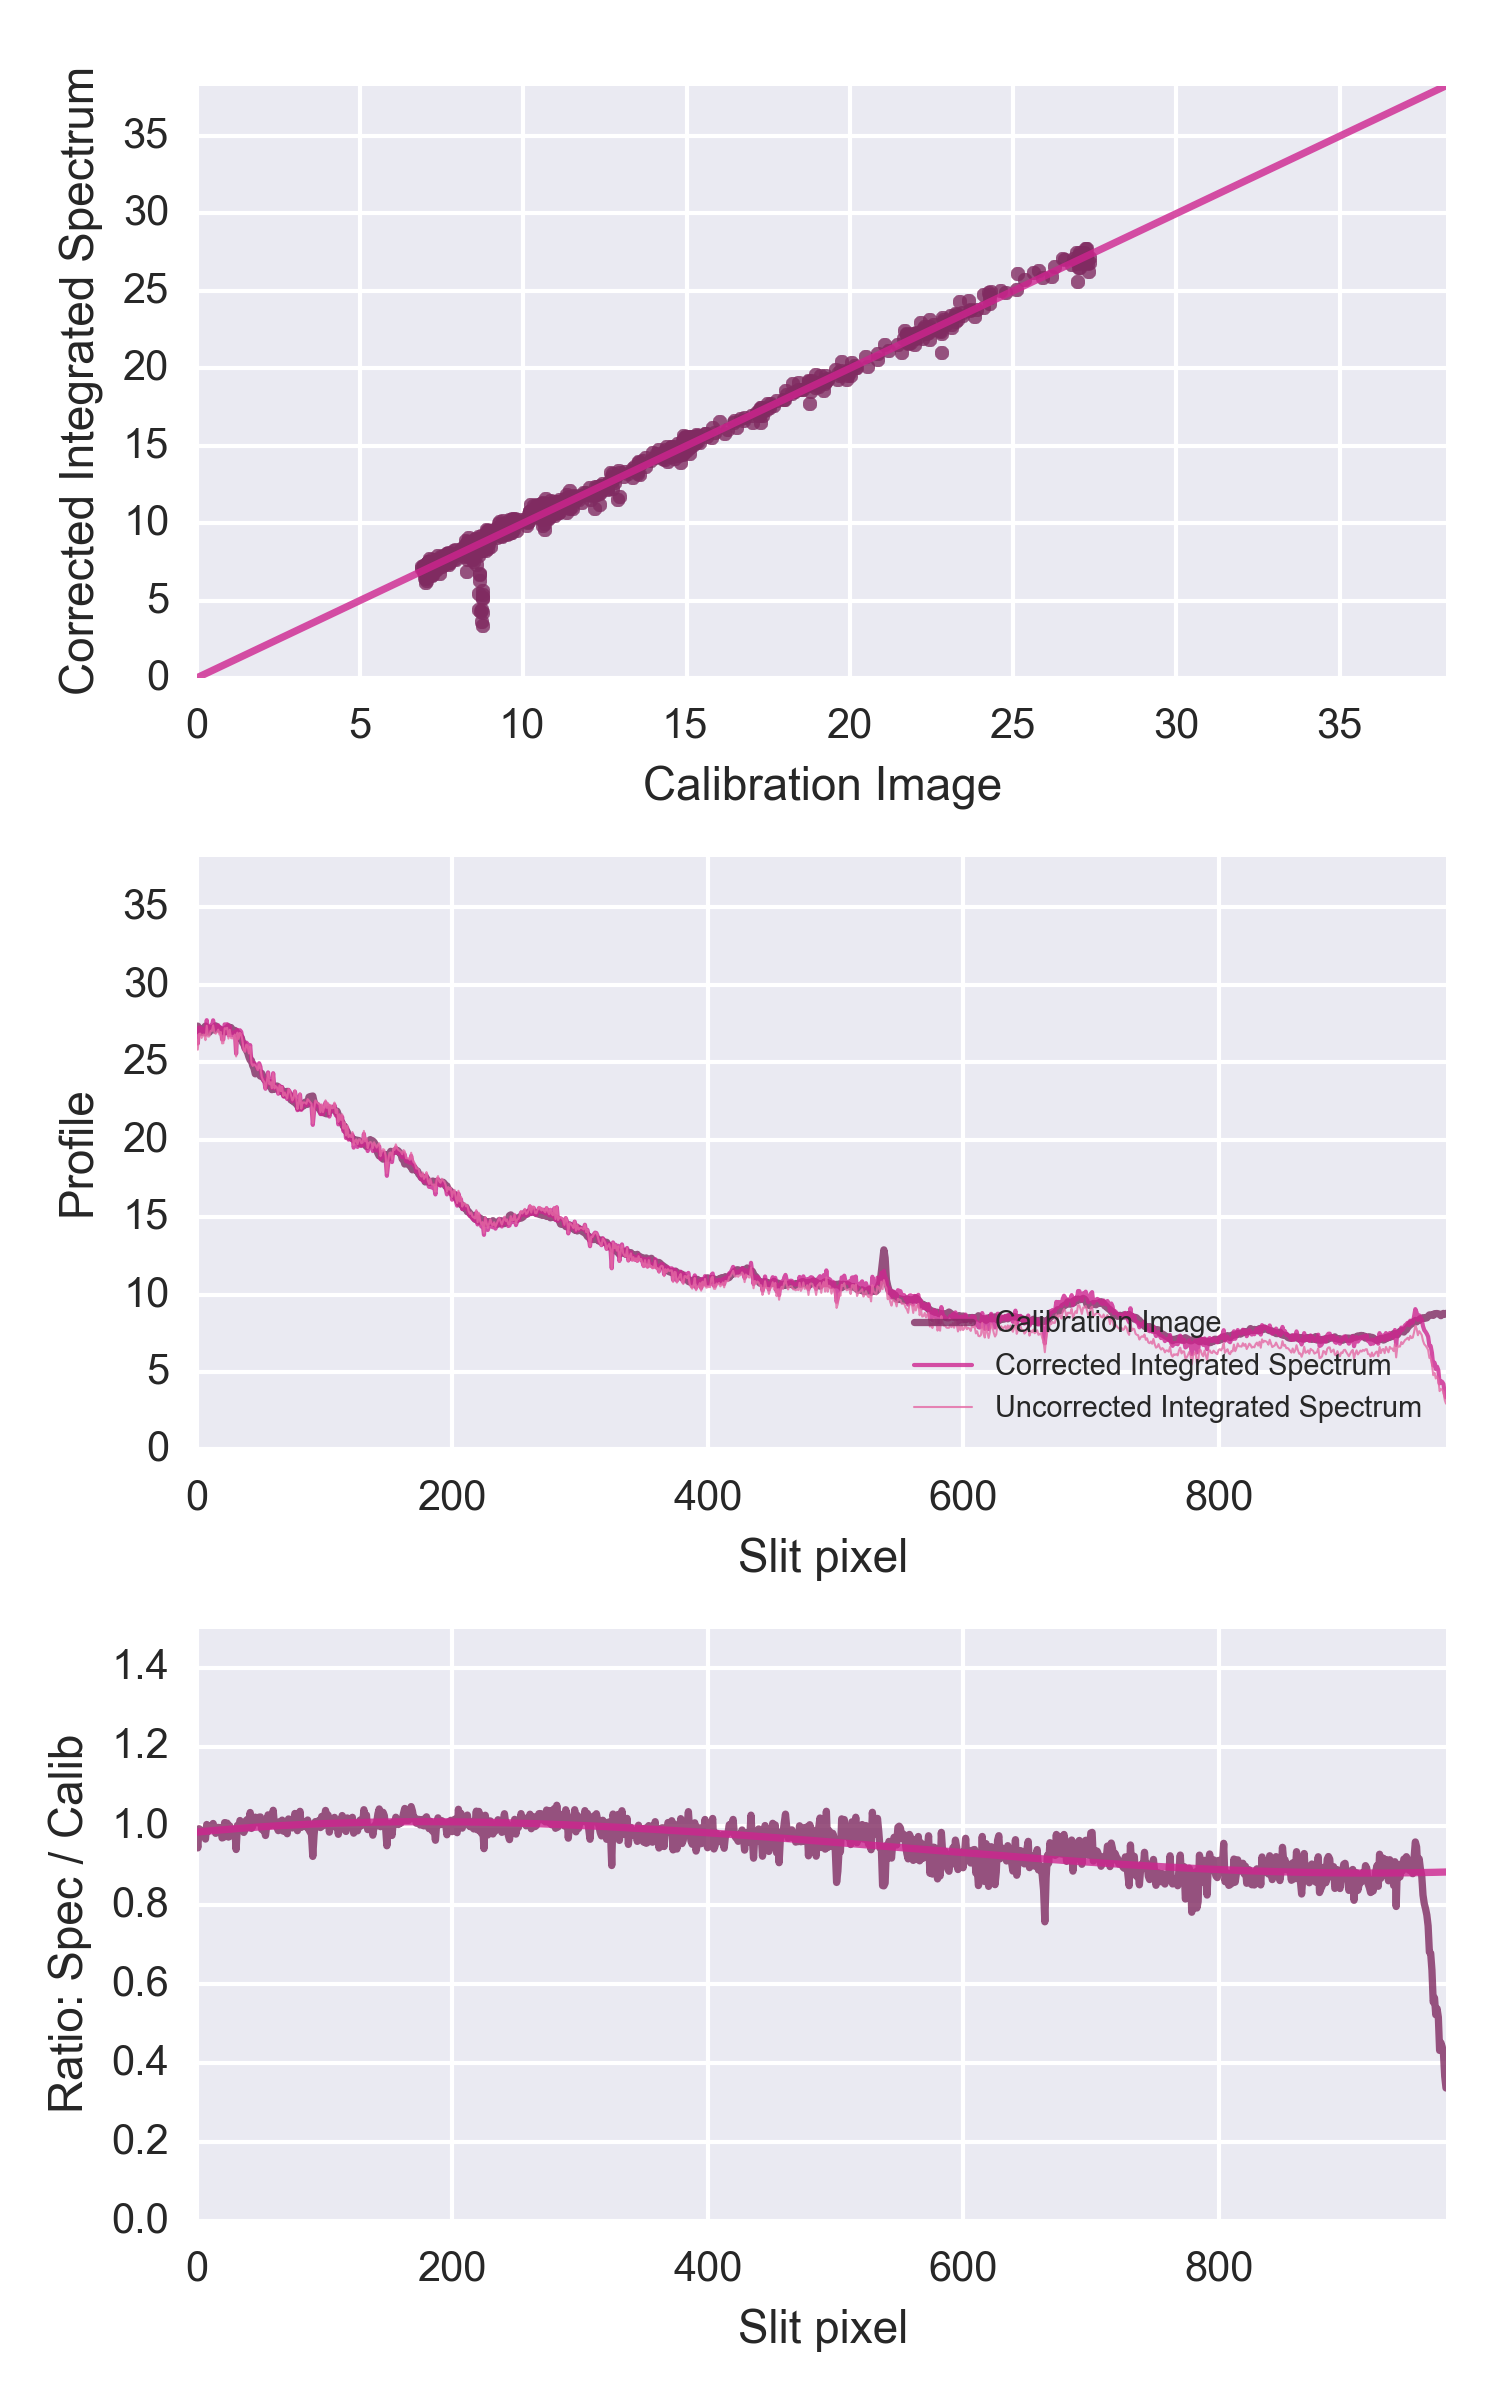 Corrected Integrated Spectrum
35
30
25
20
15
10
5
0
0 5 10 15 20 25 30 35
Calibration Image
Profile
35
30
25
20
15
10
5
0
Calibration Image
Corrected Integrated Spectrum
Uncorrected Integrated Spectrum
0 200 400 600 800
Slit pixel
Ratio: Spec / Calib
1.4
1.2
1.0
0.8
0.6
0.4
0.2
0.0
0 200 400 600 800
Slit pixel